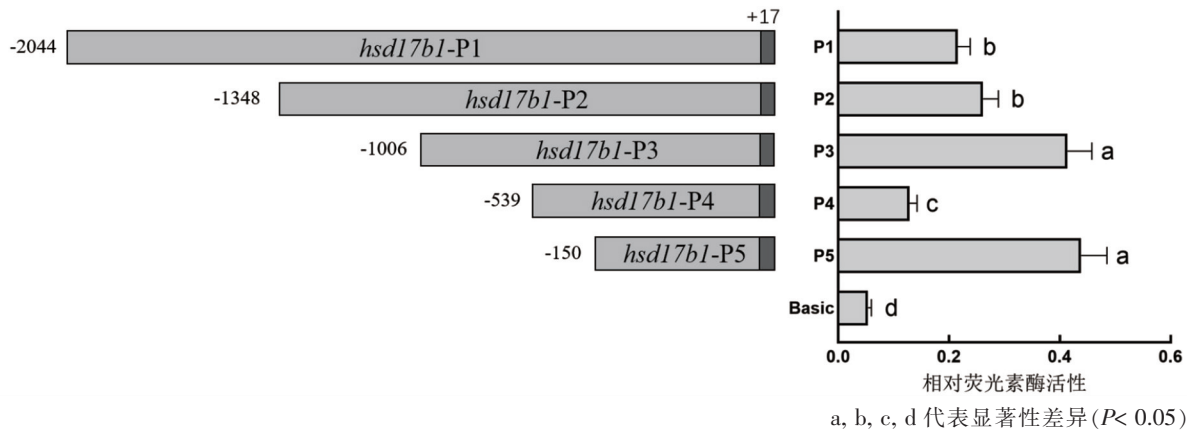 +17
-2044 hsd17b1-P1 P1 b
-1348 hsd17b1-P2 P2 b
-1006 hsd17b1-P3 P3 a
-539 hsd17b1-P4 P4 c
-150 hsd17b1-P5 P5 a
Basic d
0.0 0.2 0.4 0.6
相对荧光素酶活性
a, b, c, d 代表显著性差异(P< 0.05)